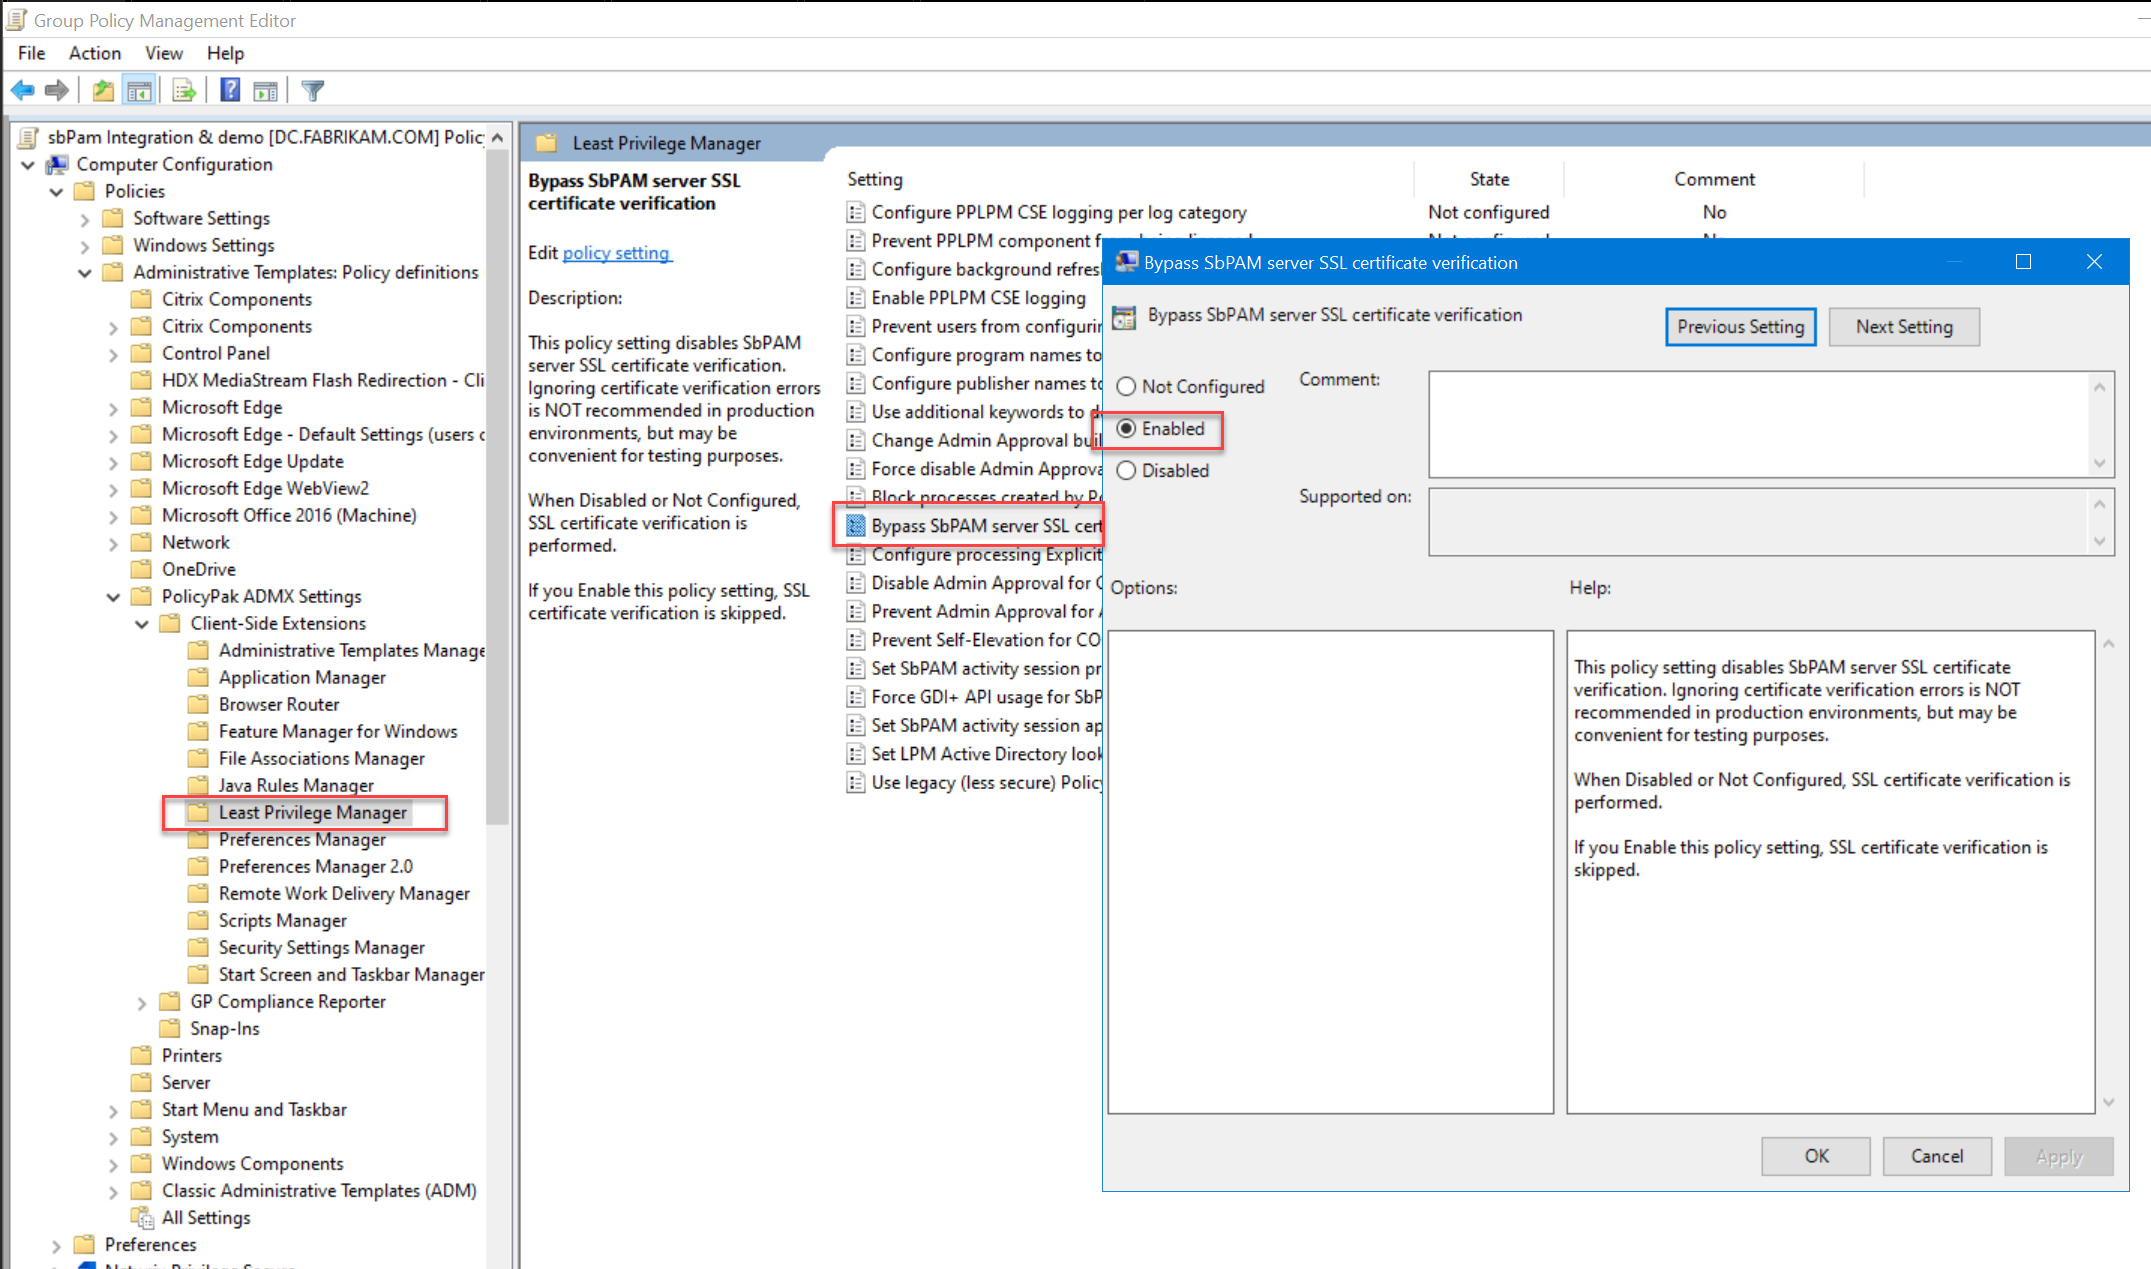 Group Policy Management Editor
File Action View Help
sbPam Integration & demo [DC.FABRIKAM.COM]
Computer Configuration
Policies
Software Settings
Windows Settings
Administrative Templates: Policy definitions
Citrix Components
Citrix Components
Control Panel
HDX MediaStream Flash Redirection - Cli
Microsoft Edge
Microsoft Edge - Default Settings (users c
Microsoft Edge Update
Microsoft Edge WebView2
Microsoft Office 2016 (Machine)
Network
OneDrive
PolicyPak ADMX Settings
Client-Side Extensions
Administrative Templates Manage
Application Manager
Browser Router
Feature Manager for Windows
File Associations Manager
Java Rules Manager
Least Privilege Manager
Preferences Manager
Preferences Manager 2.0
Remote Work Delivery Manager
Scripts Manager
Security Settings Manager
Start Screen and Taskbar Manager
GP Compliance Reporter
Snap-Ins
Printers
Server
Start Menu and Taskbar
System
Windows Components
Classic Administrative Templates (ADM)
All Settings
Preferences
Least Privilege Manager
Bypass SbPAM server SSL
certificate verification
Edit policy setting
Description:
This policy setting disables SbPAM
server SSL certificate verification.
Ignoring certificate verification errors
is NOT recommended in production
environments, but may be
convenient for testing purposes.
When Disabled or Not Configured,
SSL certificate verification is
performed.
If you Enable this policy setting, SSL
certificate verification is skipped.
Setting State Comment
Configure PPLPM CSE logging per log category Not configured No
Prevent PPLPM component
Configure background refres
Enable PPLPM CSE logging
Prevent users from configurin
Configure program names to
Configure publisher names to
Use additional keywords to
Change Admin Approval
Force disable Admin Approva
Block processes created by
Bypass SbPAM server SSL cert
Configure processing Explicit
Disable Admin Approval for
Prevent Admin Approval for
Prevent Self-Elevation for CO
Set SbPAM activity session pr
Force GDI+ API usage for SbP
Set SbPAM activity session ap
Set LPM Active Directory look
Use legacy (less secure) Policy
Bypass SbPAM server SSL certificate verification
Bypass SbPAM server SSL certificate verification
Previous Setting Next Setting
Not Configured
Enabled
Disabled
Comment:
Supported on:
Options:
Help:
This policy setting disables SbPAM server SSL certificate
verification. Ignoring certificate verification errors is NOT
recommended in production environments, but may be
convenient for testing purposes.
When Disabled or Not Configured, SSL certificate verification is
performed.
If you Enable this policy setting, SSL certificate verification is
skipped.
OK Cancel Apply